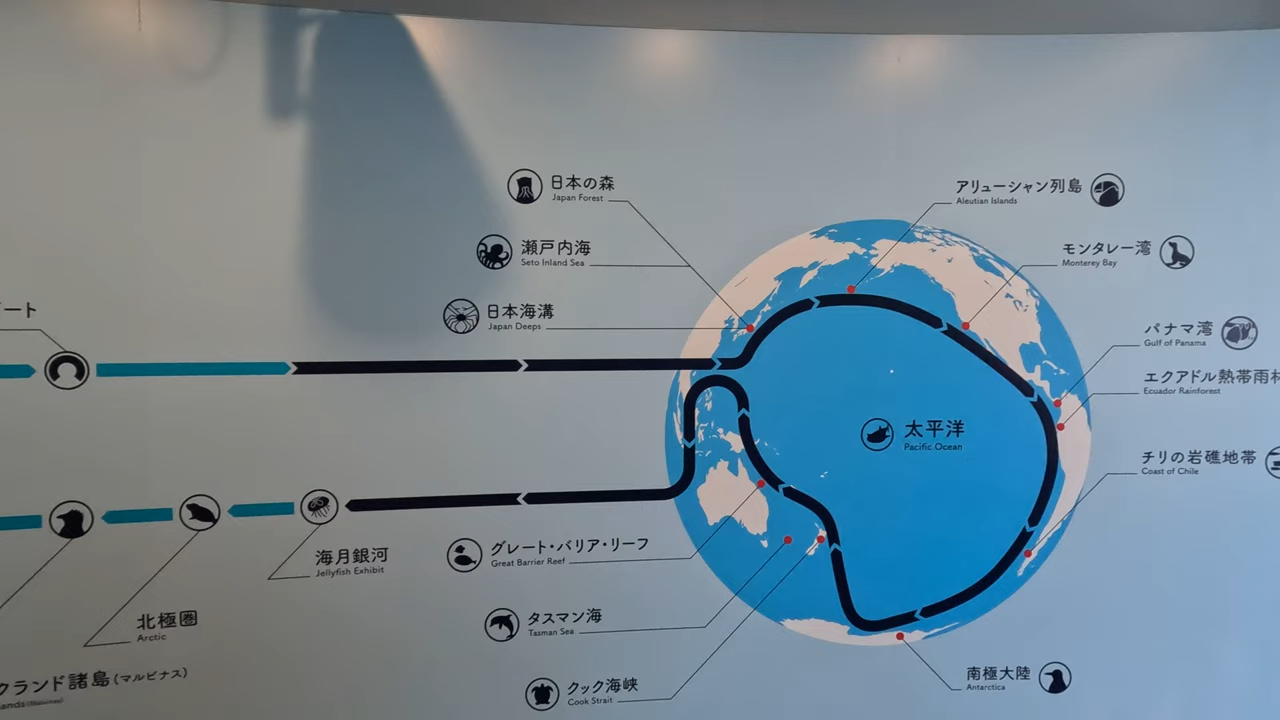 日本の森
Japan Forest
瀬戸内海
Seto Inland Sea
日本海溝
Japan Deeps
アリューシャン列島
Aleutian Islands
モンタレー湾
Monterey Bay
パナマ湾
Gulf of Panama
エクアドル熱帯雨林
Ecuador Rainforest
チリの岩礁地帯
Coast of Chile
太平洋
Pacific Ocean
ート
海月銀河
Jellyfish Exhibit
北極圏
Arctic
クランド諸島(マルビナス)
グレート・バリア・リーフ
Great Barrier Reef
タスマン海
Tasman Sea
クック海峡
Cook Strait
南極大陸
Antarctica